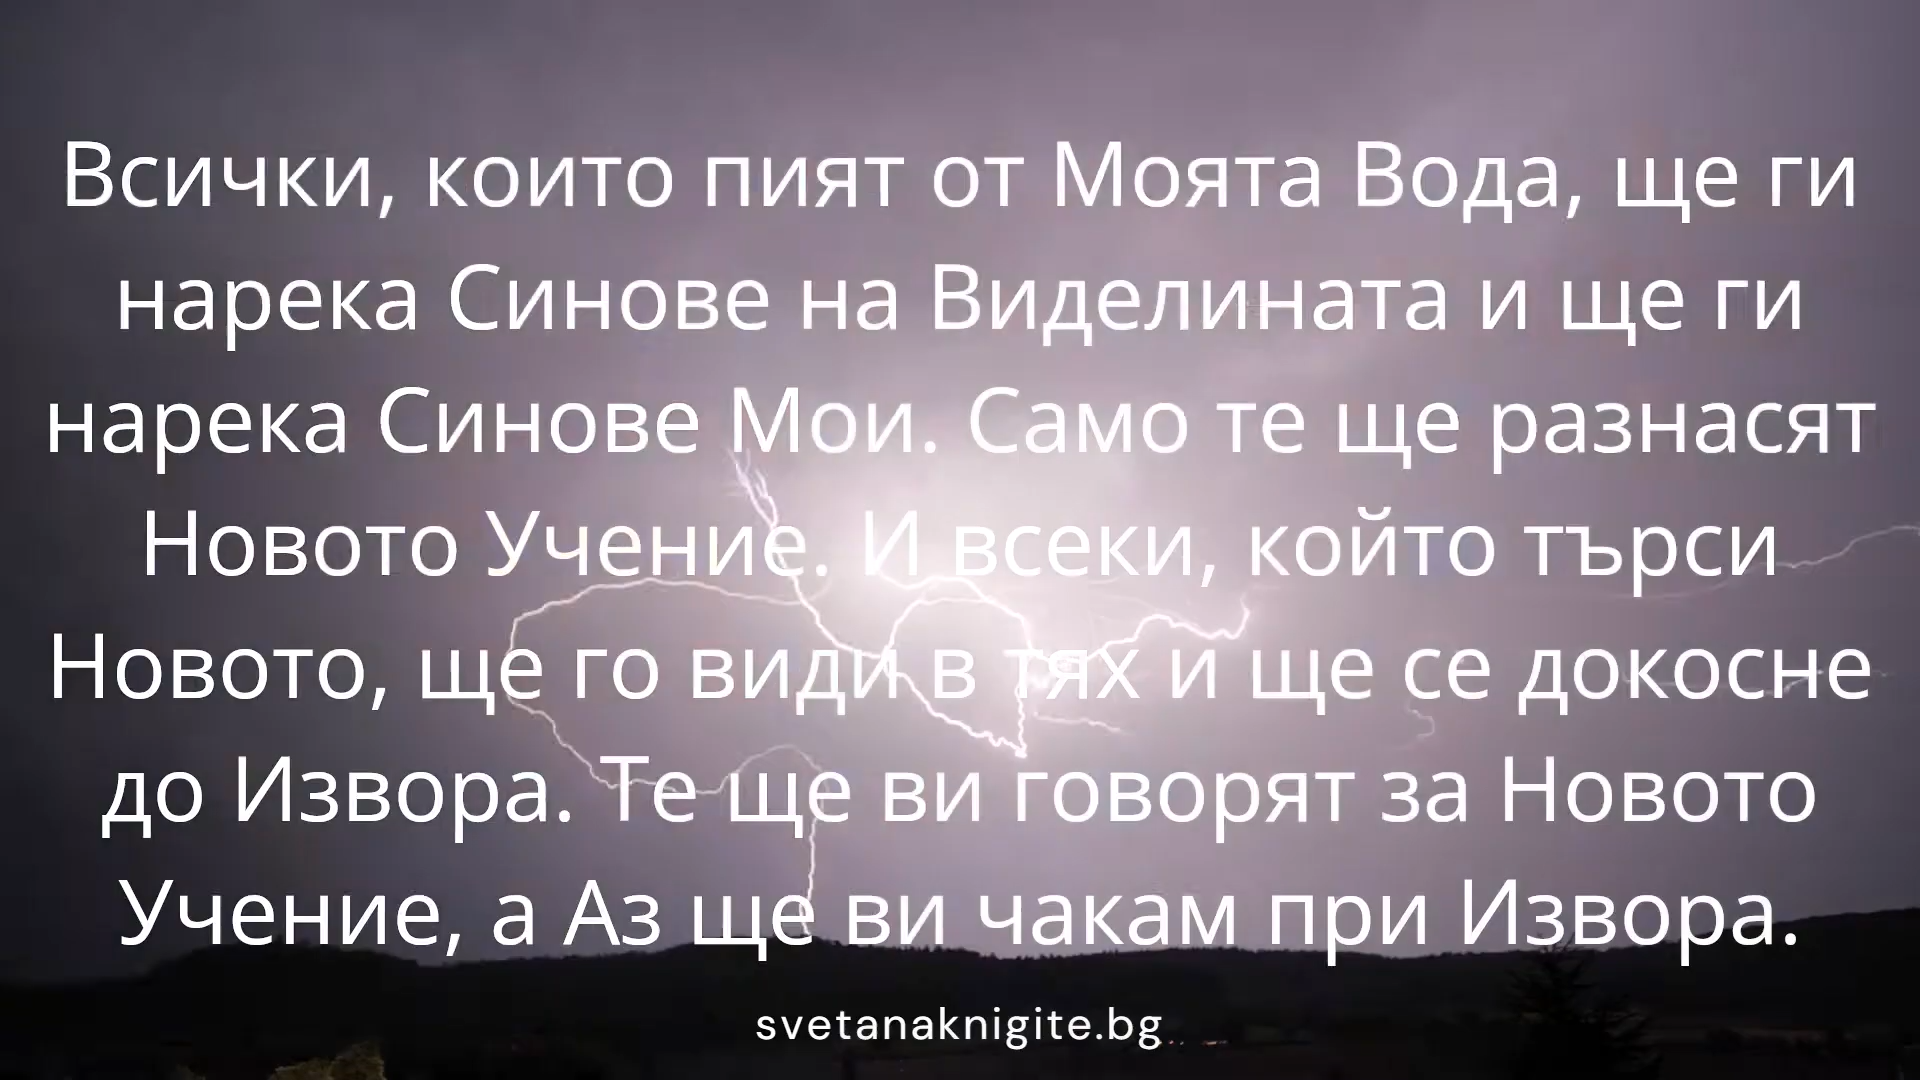 Всички, които пият от Моята Вода, ще ги
нарека Синове на Виделината и ще ги
нарека Синове Мои. Само те ще разнасят
Новото Учение. И всеки, който търси
Новото, ще го види в тях и ще се докосне
до Извора. Те ще ви говорят за Новото
Учение, а Аз ще ви чакам при Извора.
svetanaknigite.bg